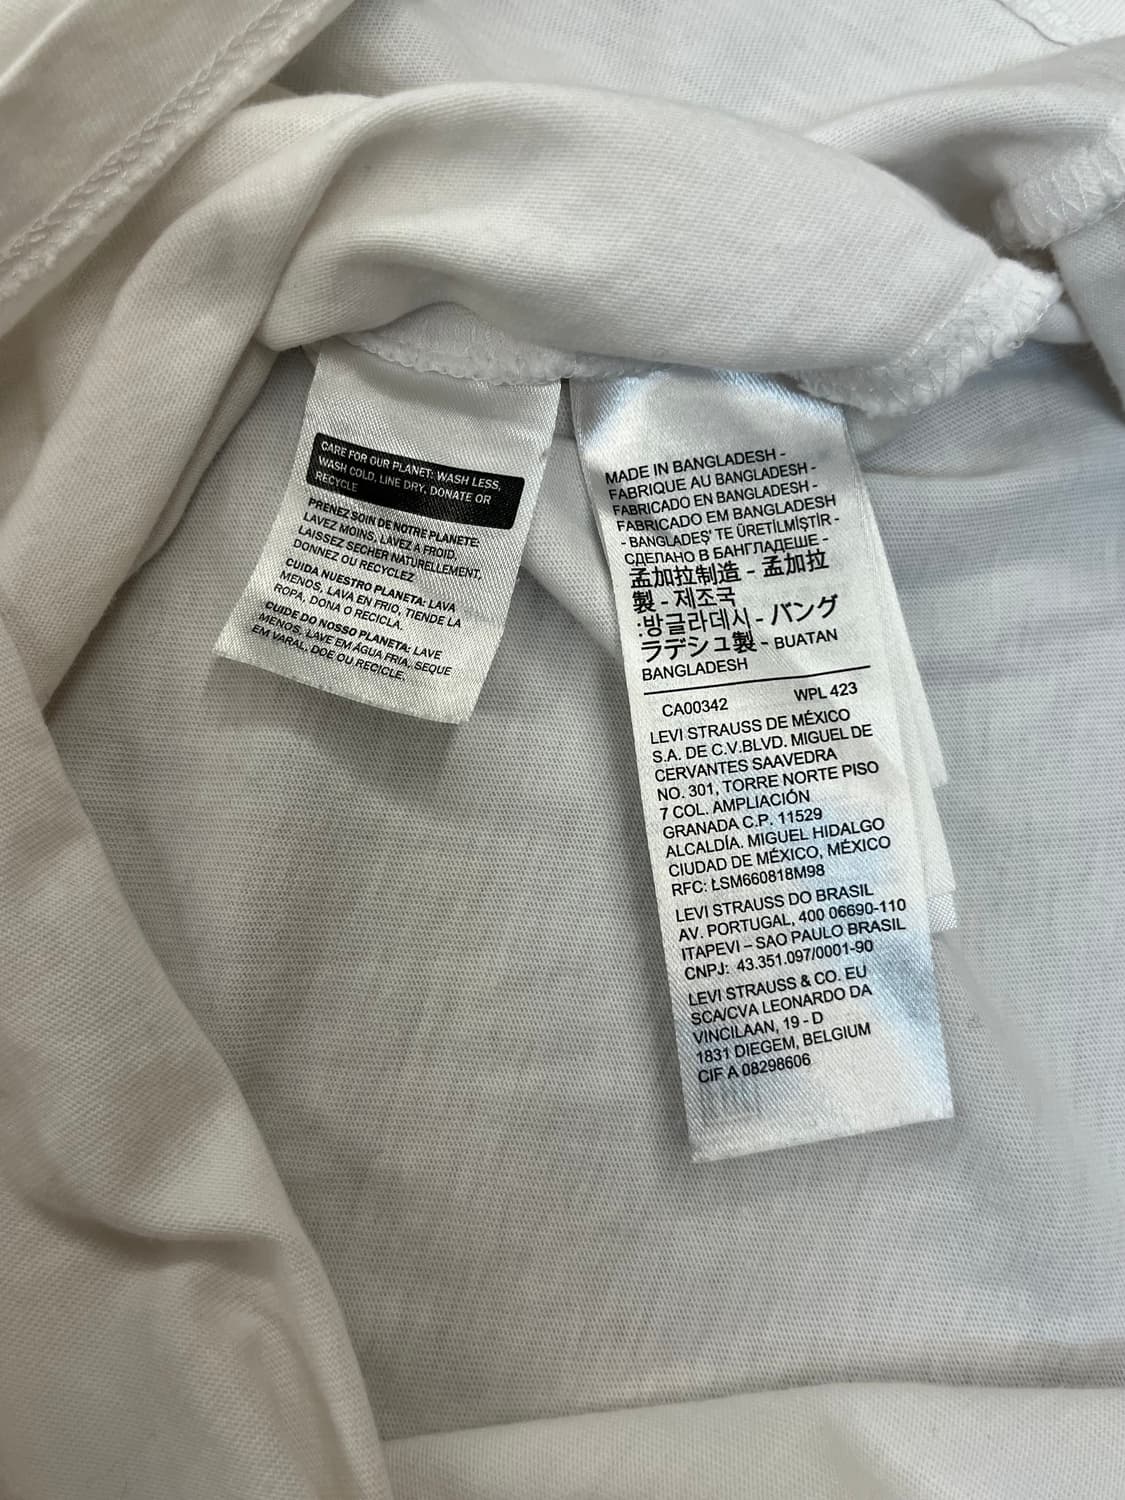 CARE FOR OUR PLANET: WASH LESS,
WASH COLD, LINE DRY, DONATE OR
RECYCLE
PRENEZ SOIN DE NOTRE PLANETE:
LAVEZ MOINS, LAVEZ À FROID,
LAISSEZ SECHER NATURELLEMENT,
DONNEZ OU RECYCLEZ
CUIDA NUESTRO PLANETA: LAVA
MENOS, LAVA EN FRIO, TIENDE LA
ROPA, DONA O RECICLA.
CUIDE DO NOSSO PLANETA: LAVE
MENOS, LAVE EM ÁGUA FRIA, SEQUE
EM VARAL, DOE OU RECICLE.
MADE IN BANGLADESH -
FABRIQUE AU BANGLADESH -
FABRICADO EN BANGLADESH -
FABRICADO EM BANGLADESH
- BANGLADEŞ' TE ÜRETİLMİŞTİR -
СДЕЛАНО В БАНГЛАДЕШЕ -
孟加拉制造 - 孟加拉
製 - 제조국
:방글라데시 - バング
ラデシュ製 - BUATAN
BANGLADESH
CA00342 WPL 423
LEVI STRAUSS DE MÉXICO
S.A. DE C.V.BLVD. MIGUEL DE
CERVANTES SAAVEDRA
NO. 301, TORRE NORTE PISO
7 COL. AMPLIACIÓN
GRANADA C.P. 11529
ALCALDÍA. MIGUEL HIDALGO
CIUDAD DE MÉXICO, MÉXICO
RFC: LSM660818M98
LEVI STRAUSS DO BRASIL
AV. PORTUGAL, 400 06690-110
ITAPEVI – SAO PAULO BRASIL
CNPJ: 43.351.097/0001-90
LEVI STRAUSS & CO. EU
SCA/CVA LEONARDO DA
VINCILAAN, 19 - D
1831 DIEGEM, BELGIUM
CIF A 08298606